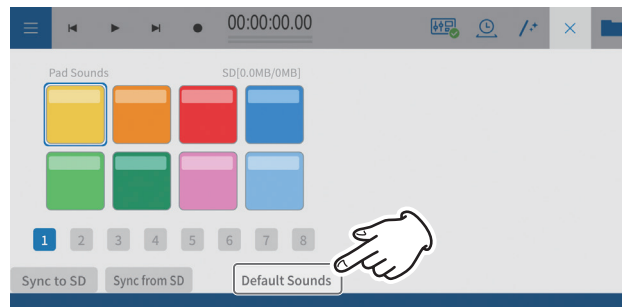 00:00:00.00
Pad Sounds SD[0.0MB/0MB]
1 2 3 4 5 6 7 8
Sync to SD Sync from SD Default Sounds